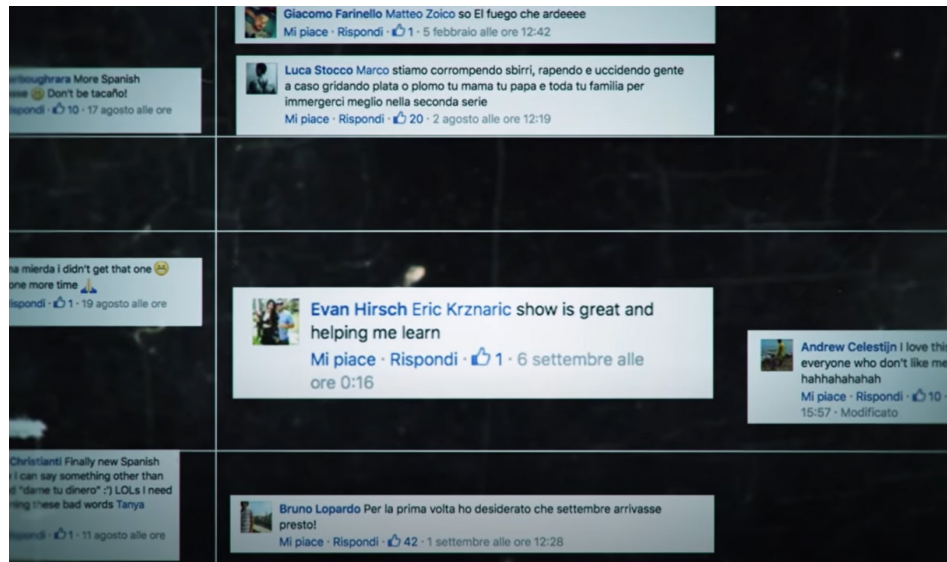 Giacomo Farinello Matteo Zoico so El fuego che ardeeee
Mi piace · Rispondi · 1 · 5 febbraio alle ore 12:42
More Spanish
Don't be tacaño!
· 10 · 17 agosto alle ore
Luca Stocco Marco stiamo corrompendo sbirri, rapendo e uccidendo gente
a caso gridando plata o plomo tu mama tu papa e toda tu familia per
immergerci meglio nella seconda serie
Mi piace · Rispondi · 20 · 2 agosto alle ore 12:19
mierda i didn't get that one
one more time
· 1 · 19 agosto alle ore
Evan Hirsch Eric Krznaric show is great and
helping me learn
Mi piace · Rispondi · 1 · 6 settembre alle
ore 0:16
Andrew Celestijn I love this
everyone who don't like me
hahhahahahah
Mi piace · Rispondi · 10 ·
15:57 · Modificato
Christianti Finally new Spanish
i can say something other than
"dame tu dinero" :') LOLs I need
these bad words Tanya
· 1 · 11 agosto alle ore
Bruno Lopardo Per la prima volta ho desiderato che settembre arrivasse
presto!
Mi piace · Rispondi · 42 · 1 settembre alle ore 12:28